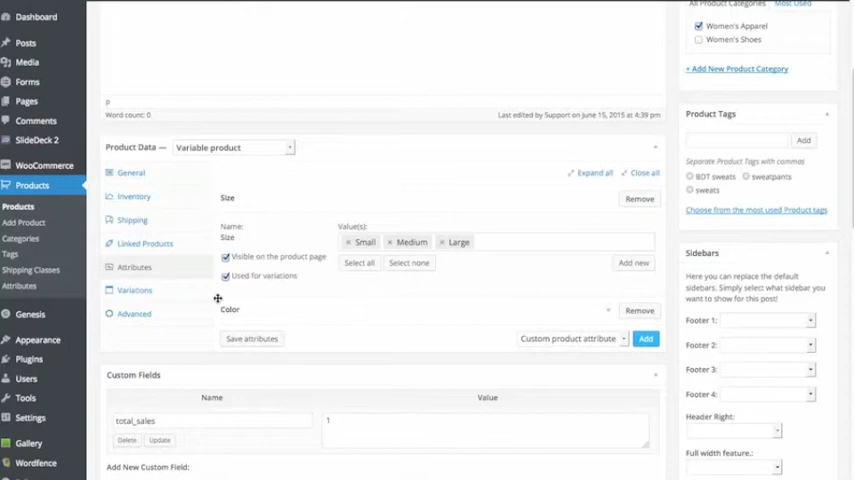 Dashboard
Posts
Media
Forms
Pages
Comments
SlideDeck 2
WooCommerce
Products
Products
Add Product
Categories
Tags
Shipping Classes
Attributes
Genesis
Appearance
Plugins
Users
Tools
Settings
Gallery
Wordfence
p
Word count: 0
Last edited by Support on June 15, 2015 at 4:39 pm
Product Data — Variable product
General
Inventory
Shipping
Linked Products
Attributes
Variations
Advanced
Expand all Close all
Size
Remove
Name:
Size
Value(s):
× Small × Medium × Large
Visible on the product page
Used for variations
Select all Select none Add new
Color
Remove
Save attributes
Custom product attribute Add
Custom Fields
Name Value
total_sales 1
Delete Update
Add New Custom Field:
All Product Categories Most Used
Women's Apparel
Women's Shoes
+ Add New Product Category
Product Tags
Add
Separate Product Tags with commas
BDT sweats sweatpants
sweats
Choose from the most used Product tags
Sidebars
Here you can replace the default
sidebars. Simply select what sidebar you
want to show for this post!
Footer 1:
Footer 2:
Footer 3:
Footer 4:
Header Right:
Full width feature.: